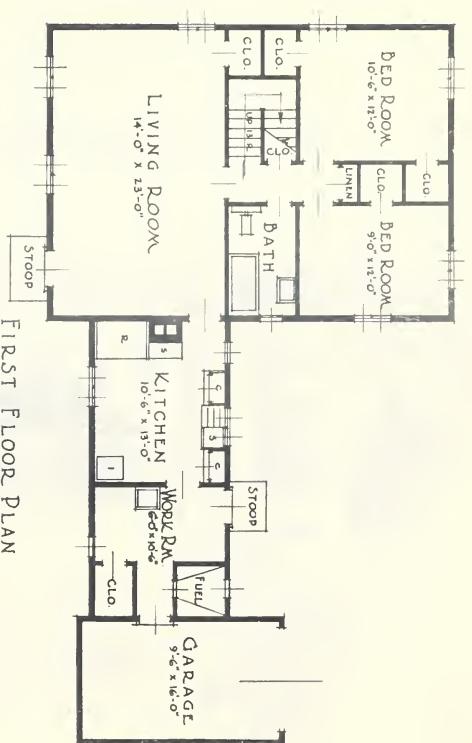 BED ROOM
10'-6" x 12'-0"
CLO.
CLO.
LINEN
CLO.
CLO.
BED ROOM
9'-0" x 12'-0"
UP 13 R.
CLO
BATH
LIVING ROOM
14'-0" x 23'-0"
STOOP
R
S
KITCHEN
10'-6" x 13'-0"
C
S
C
I
WORK RM.
6'-0" x 10'-6"
STOOP
CLO.
FUEL
GARAGE
9'-6" x 16'-0"
FIRST FLOOR PLAN